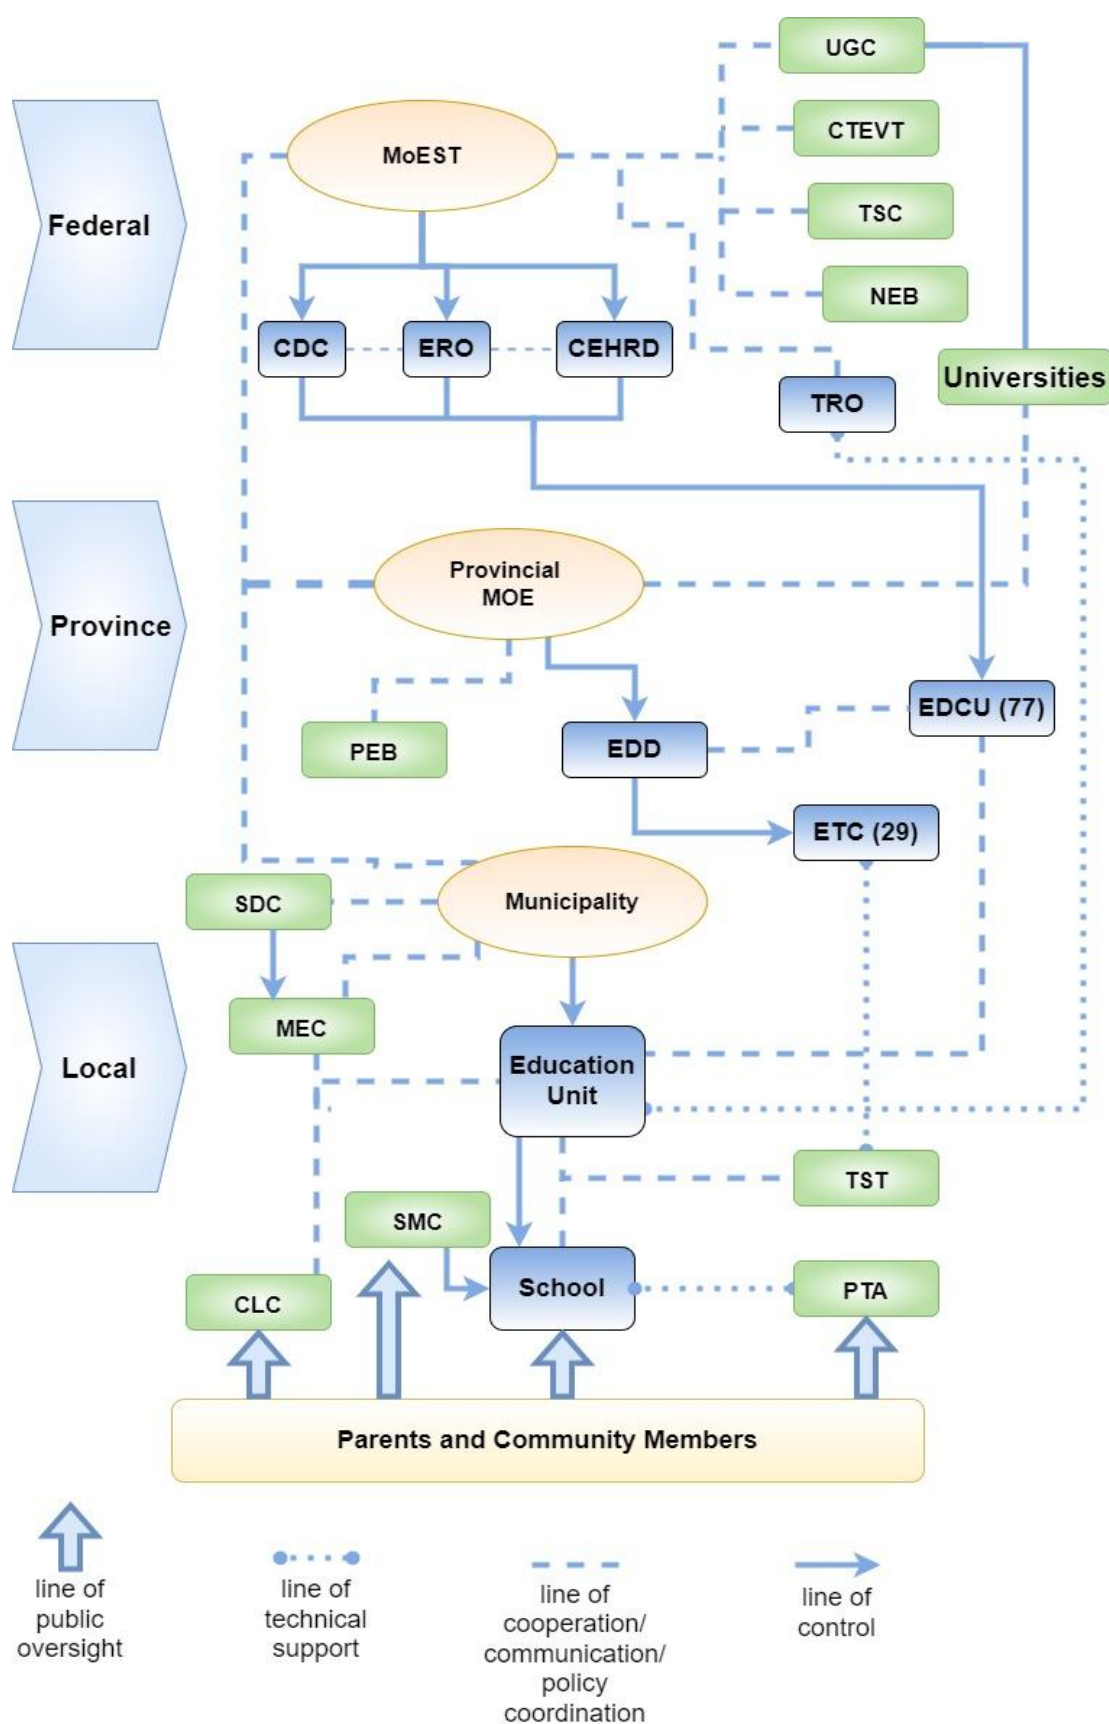 UGC
CTEVT
MoEST
Federal
TSC
NEB
CDC
ERO
CEHRD
Universities
TRO
Provincial
MOE
Province
EDCU (77)
PEB
EDD
ETC (29)
SDC
Municipality
MEC
Local
Education
Unit
TST
SMC
School
CLC
PTA
Parents and Community Members
line of
public
oversight
line of
technical
support
line of
cooperation/
communication/
policy
coordination
line of
control